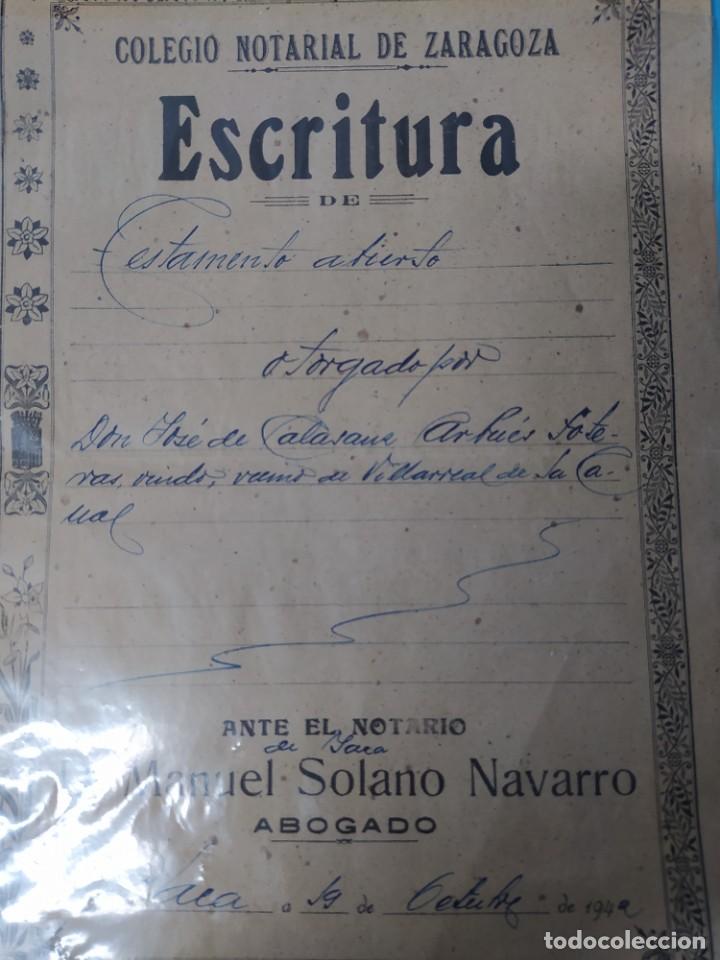 COLEGIO NOTARIAL DE ZARAGOZA
Escritura
DE
Testamento abierto
otorgado por
Don José de Calasanz Arbués Sote-
ras, viudo, vecino de Villarreal de la Ca-
nal
ANTE EL NOTARIO
de Jaca
D. Manuel Solano Navarro
ABOGADO
Jaca a 19 de Octubre de 194
todocoleccion.net